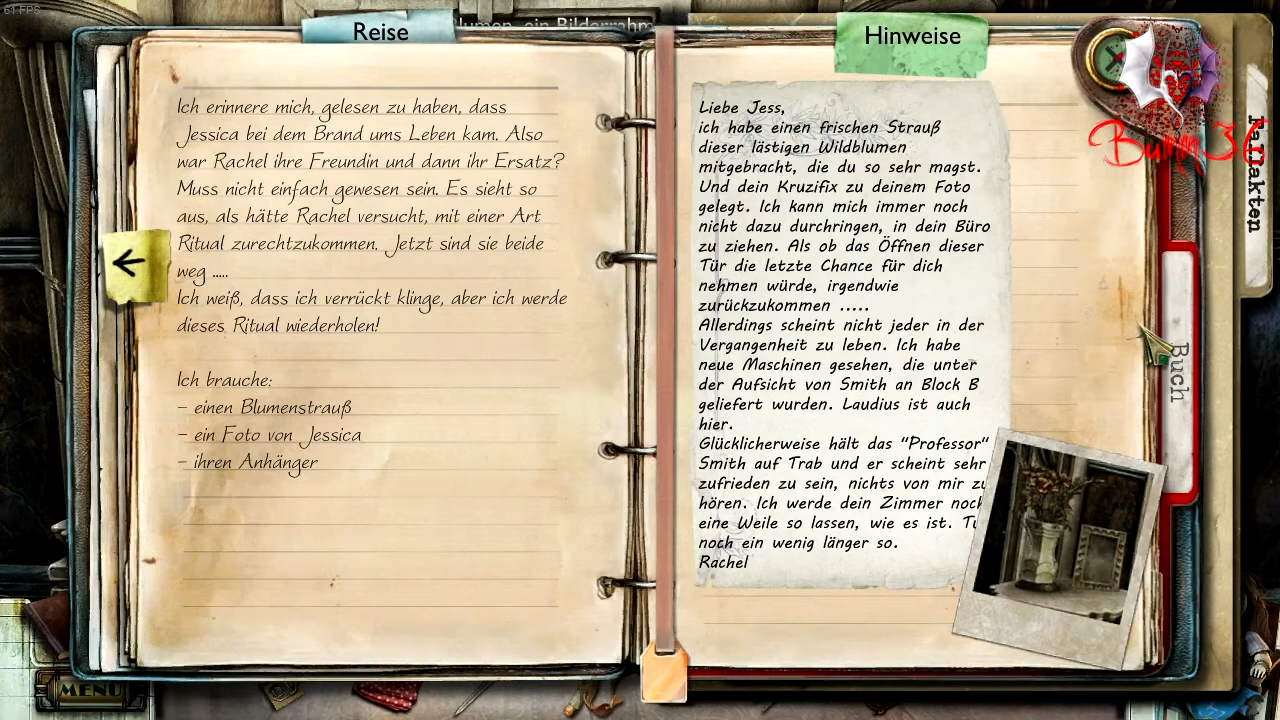 61 FPS
lumen, ein Bilderrahm
Reise
Hinweise
Ich erinnere mich, gelesen zu haben, dass
Jessica bei dem Brand ums Leben kam. Also
war Rachel ihre Freundin und dann ihr Ersatz?
Muss nicht einfach gewesen sein. Es sieht so
aus, als hätte Rachel versucht, mit einer Art
Ritual zurechtzukommen. Jetzt sind sie beide
weg .....
Ich weiß, dass ich verrückt klinge, aber ich werde
dieses Ritual wiederholen!
Ich brauche:
- einen Blumenstrauß
- ein Foto von Jessica
- ihren Anhänger
Liebe Jess,
ich habe einen frischen Strauß
dieser lästigen Wildblumen
mitgebracht, die du so sehr magst.
Und dein Kruzifix zu deinem Foto
gelegt. Ich kann mich immer noch
nicht dazu durchringen, in dein Büro
zu ziehen. Als ob das Öffnen dieser
Tür die letzte Chance für dich
nehmen würde, irgendwie
zurückzukommen .....
Allerdings scheint nicht jeder in der
Vergangenheit zu leben. Ich habe
neue Maschinen gesehen, die unter
der Aufsicht von Smith an Block B
geliefert wurden. Laudius ist auch
hier.
Glücklicherweise hält das "Professor"
Smith auf Trab und er scheint sehr
zufrieden zu sein, nichts von mir zu
hören. Ich werde dein Zimmer noch
eine Weile so lassen, wie es ist. Tu
noch ein wenig länger so.
Rachel
Bunny36
Fallakten
Buch
MENU